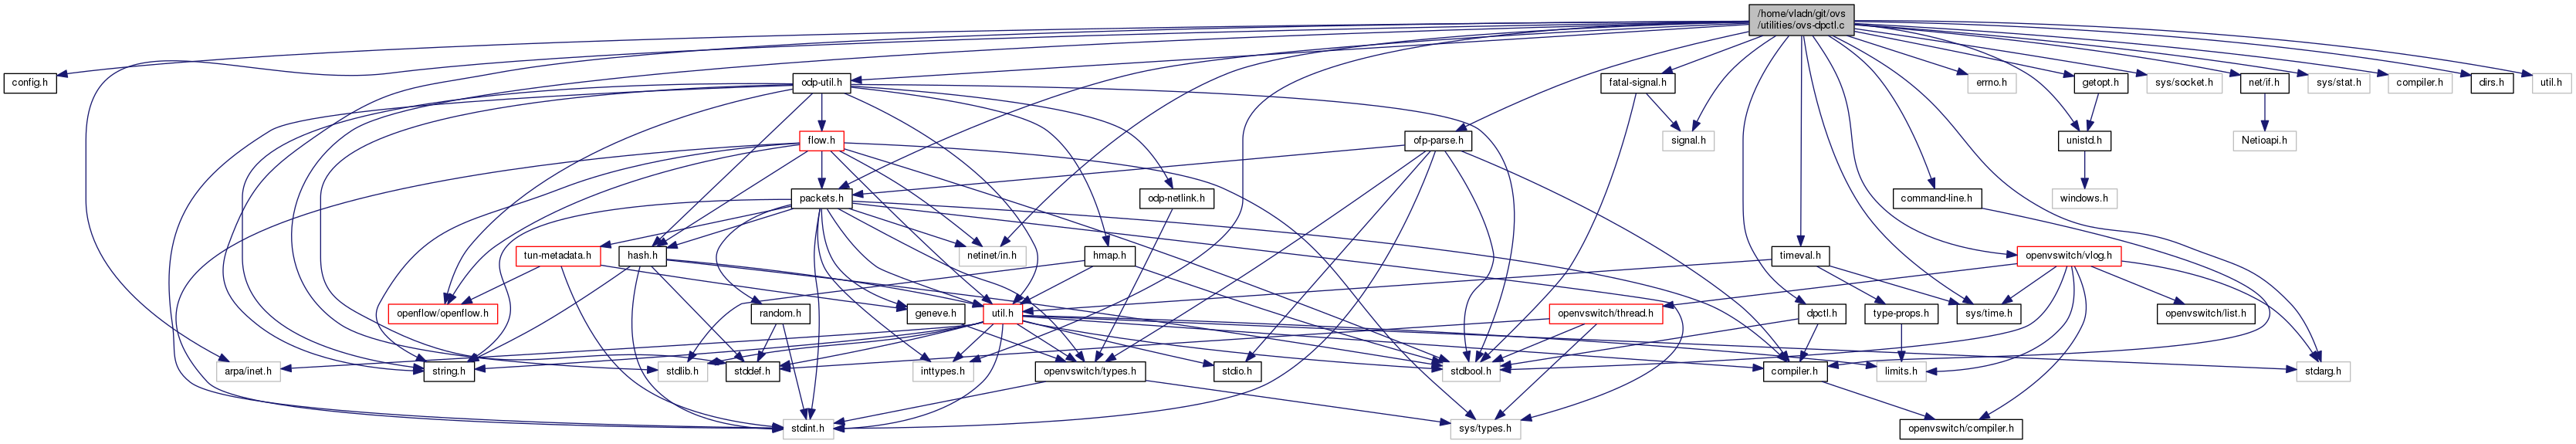 /home/vladn/git/ovs
/utilities/ovs-dpctl.c
config.h
odp-util.h
fatal-signal.h
errno.h
getopt.h
sys/socket.h
net/if.h
sys/stat.h
compiler.h
dirs.h
util.h
flow.h
ofp-parse.h
signal.h
unistd.h
Netioapi.h
packets.h
odp-netlink.h
command-line.h
windows.h
tun-metadata.h
hash.h
netinet/in.h
hmap.h
timeval.h
openvswitch/vlog.h
openflow/openflow.h
random.h
geneve.h
util.h
openvswitch/thread.h
dpctl.h
type-props.h
sys/time.h
openvswitch/list.h
arpa/inet.h
string.h
stdlib.h
stddef.h
inttypes.h
openvswitch/types.h
stdio.h
stdbool.h
compiler.h
limits.h
stdarg.h
stdint.h
sys/types.h
openvswitch/compiler.h